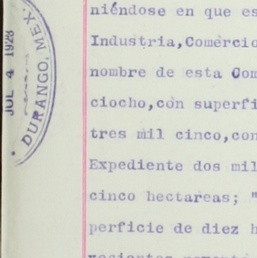 niéndose en que es
Industria,Comercio
nombre de esta Com
ciocho,con superfi
tres mil cinco,con
Expediente dos mil
cinco hectareas; "
perficie de diez h
JUL 4 1928
DURANGO, MEX.